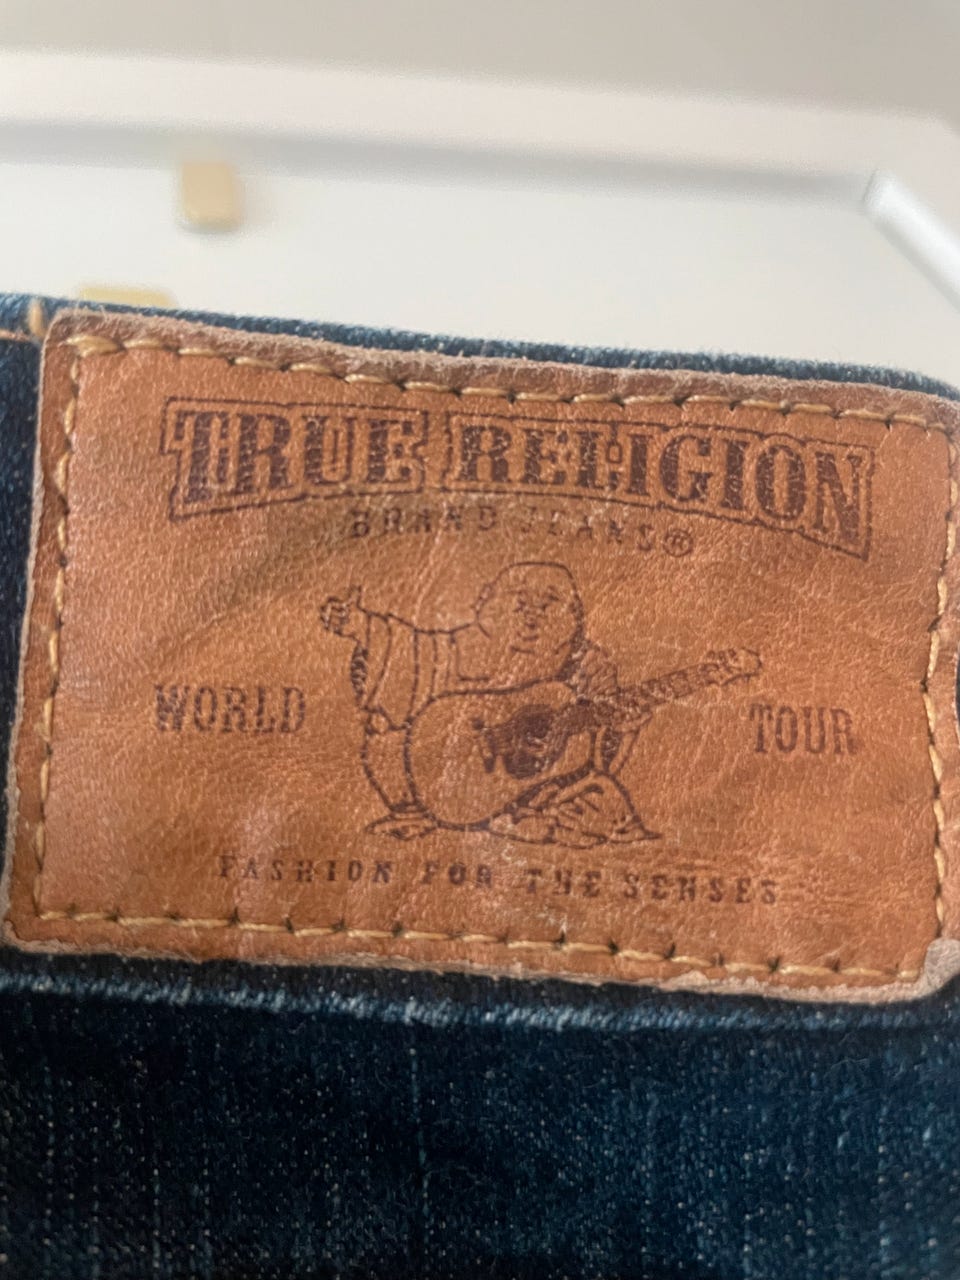 TRUE RELIGION
BRAND JEANS®
WORLD TOUR
FASHION FOR THE SENSES